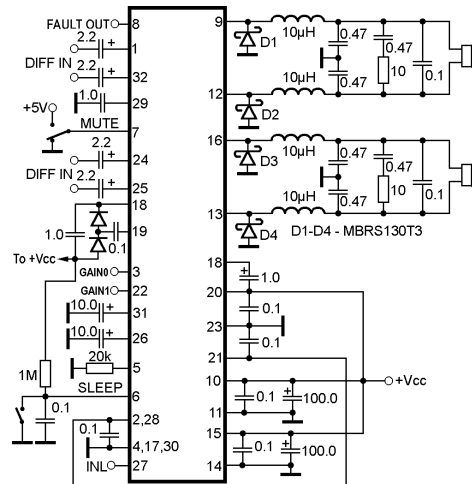 FAULT OUT 8
9
10µH
2.2
1
D1
0.47
0.47
DIFF IN
2.2
32
0.47
10
0.1
1.0
29
10µH
+5V
12
MUTE
7
D2
16
10µH
2.2
24
D3
0.47
0.47
DIFF IN
2.2
25
0.47
10
0.1
10µH
18
13
1.0
19
D4
D1-D4 - MBRS130T3
0.1
To +Vcc
18
GAIN0 3
1.0
GAIN1 22
20
10.0
31
0.1
23
10.0
26
0.1
20k
5
21
1M
SLEEP
6
10
+Vcc
0.1
100.0
0.1
2,28
11
0.1
15
4,17,30
0.1
100.0
INL 27
14